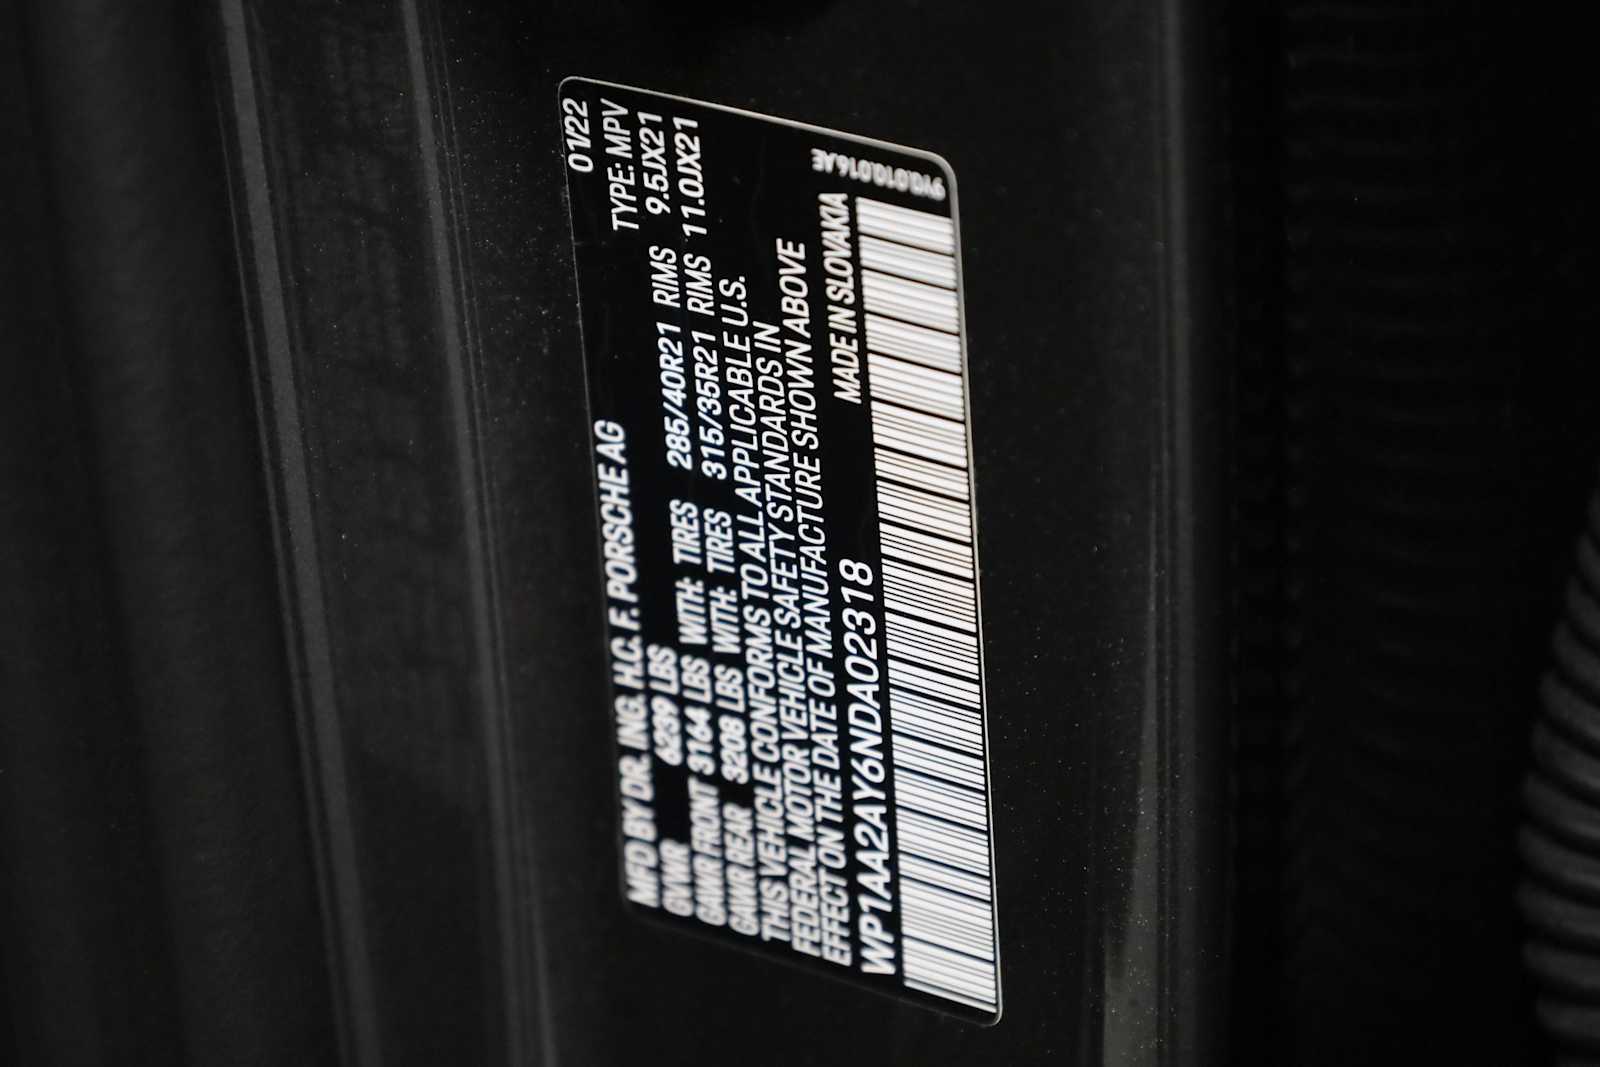 MFD BY DR. ING. H.C. F. PORSCHE AG 01/22
GVWR 6239 LBS TYPE: MPV
GAWR FRONT 3164 LBS WITH: TIRES 285/40R21 RIMS 9.5JX21
GAWR REAR 3208 LBS WITH: TIRES 315/35R21 RIMS 11.0JX21
THIS VEHICLE CONFORMS TO ALL APPLICABLE U.S.
FEDERAL MOTOR VEHICLE SAFETY STANDARDS IN
EFFECT ON THE DATE OF MANUFACTURE SHOWN ABOVE
WP1AA2AY6NDA02318 MADE IN SLOVAKIA
9Y0.010.016.AE